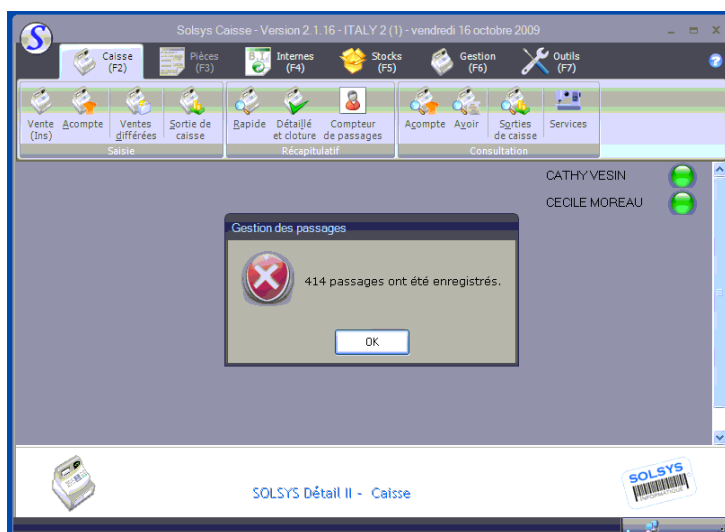 Solsys Caisse - Version 2.1.16 - ITALY 2 (1) - vendredi 16 octobre 2009
S
Caisse (F2)
Pièces (F3)
B.T. Internes (F4)
Stocks (F5)
Gestion (F6)
Outils (F7)
Vente (Ins)
Acompte
Ventes différées
Sortie de caisse
Saisie
Rapide
Détaillé et cloture
Compteur de passages
Récapitulatif
Acompte
Avoir
Sorties de caisse
Services
Consultation
CATHY VESIN
CECILE MOREAU
Gestion des passages
414 passages ont été enregistrés.
OK
SOLSYS Détail II - Caisse
SOLSYS
INFORMATIQUE